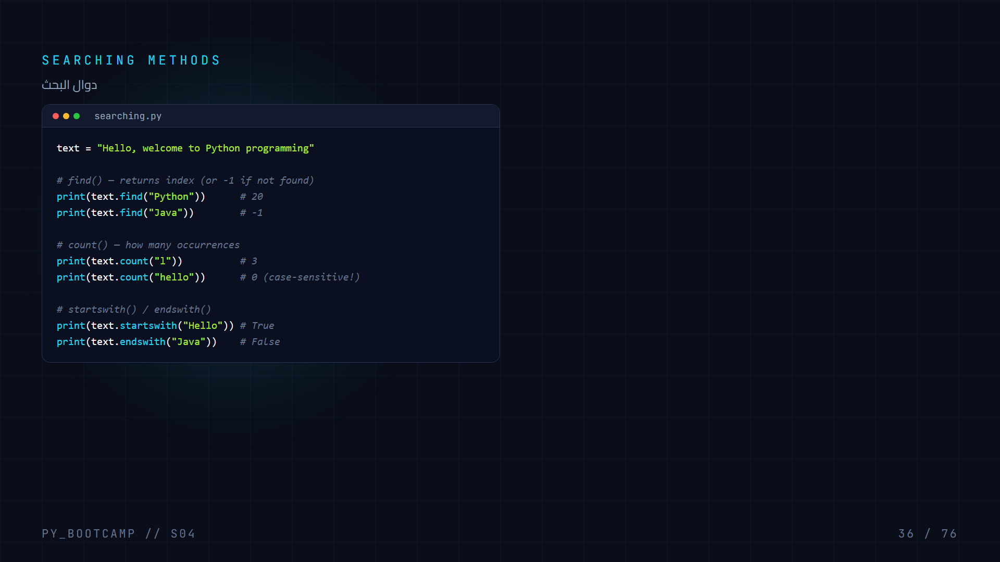 SEARCHING METHODS
دوال البحث
searching.py
text = "Hello, welcome to Python programming"
# find() — returns index (or -1 if not found)
print(text.find("Python"))      # 20
print(text.find("Java"))        # -1
# count() — how many occurrences
print(text.count("l"))          # 3
print(text.count("hello"))      # 0 (case-sensitive!)
# startswith() / endswith()
print(text.startswith("Hello")) # True
print(text.endswith("Java"))    # False
PY_BOOTCAMP // S04
36 / 76